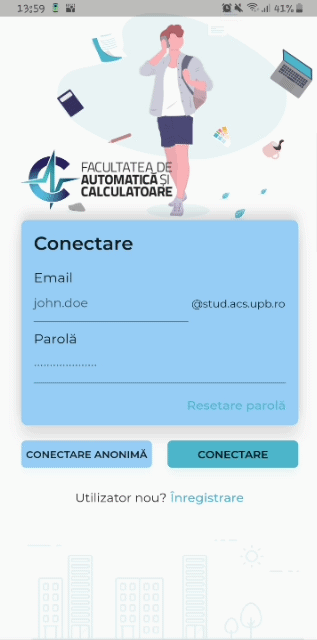 13:59
41%
FACULTATEA DE
AUTOMATICĂ ȘI
CALCULATOARE
Conectare
Email
john.doe
@stud.acs.upb.ro
Parolă
....................
Resetare parolă
CONECTARE ANONIMĂ
CONECTARE
Utilizator nou? Înregistrare